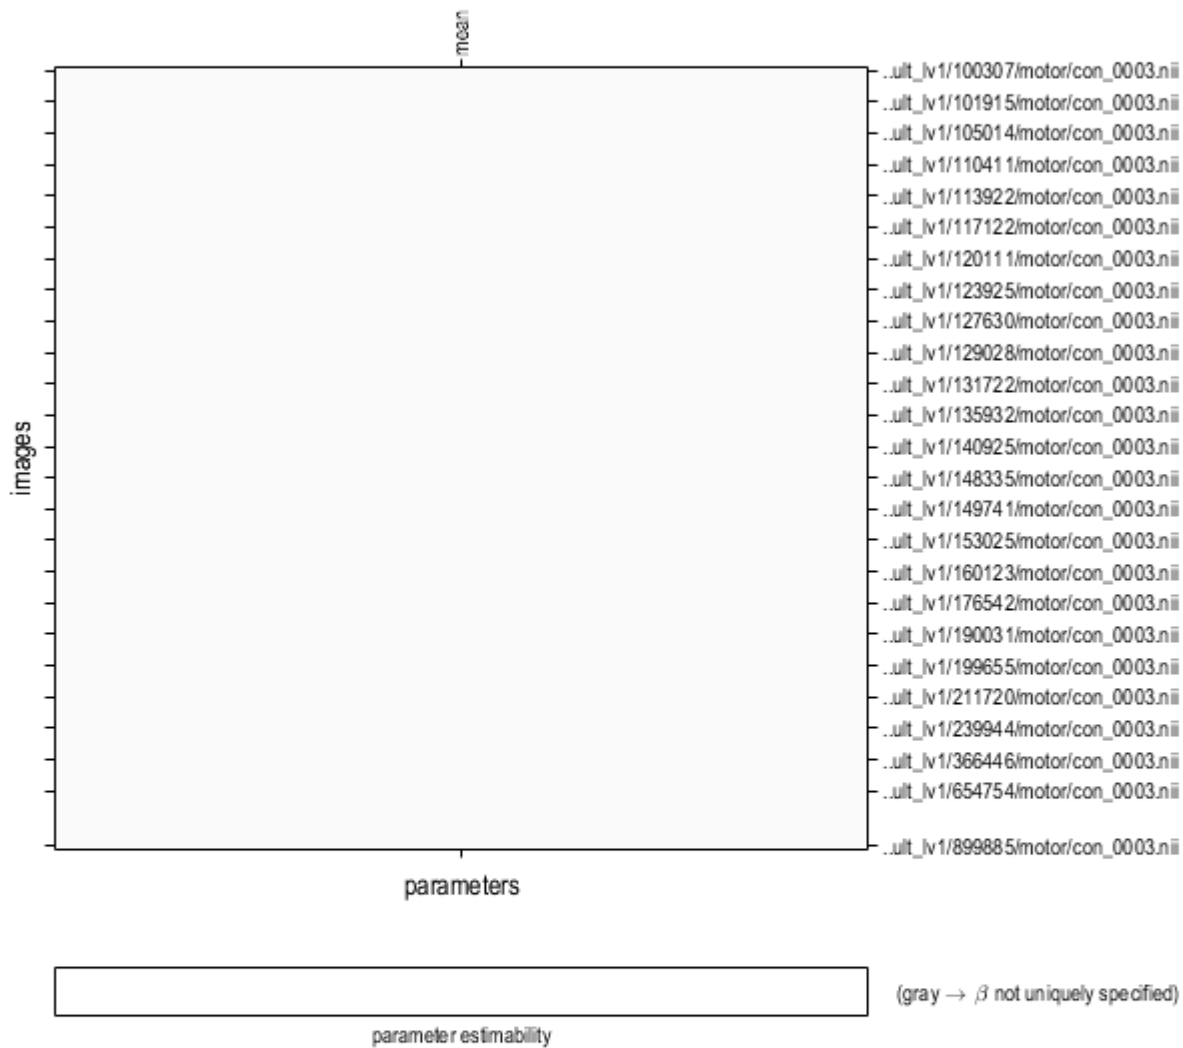 mean
..ult_lv1/100307/motor/con_0003.nii
..ult_lv1/101915/motor/con_0003.nii
..ult_lv1/105014/motor/con_0003.nii
..ult_lv1/110411/motor/con_0003.nii
..ult_lv1/113922/motor/con_0003.nii
..ult_lv1/117122/motor/con_0003.nii
..ult_lv1/120111/motor/con_0003.nii
..ult_lv1/123925/motor/con_0003.nii
..ult_lv1/127630/motor/con_0003.nii
..ult_lv1/129028/motor/con_0003.nii
..ult_lv1/131722/motor/con_0003.nii
..ult_lv1/135932/motor/con_0003.nii
..ult_lv1/140925/motor/con_0003.nii
..ult_lv1/148335/motor/con_0003.nii
..ult_lv1/149741/motor/con_0003.nii
..ult_lv1/153025/motor/con_0003.nii
..ult_lv1/160123/motor/con_0003.nii
..ult_lv1/176542/motor/con_0003.nii
..ult_lv1/190031/motor/con_0003.nii
..ult_lv1/199655/motor/con_0003.nii
..ult_lv1/211720/motor/con_0003.nii
..ult_lv1/239944/motor/con_0003.nii
..ult_lv1/366446/motor/con_0003.nii
..ult_lv1/654754/motor/con_0003.nii
..ult_lv1/899885/motor/con_0003.nii
images
parameters
(gray → β not uniquely specified)
parameter estimability